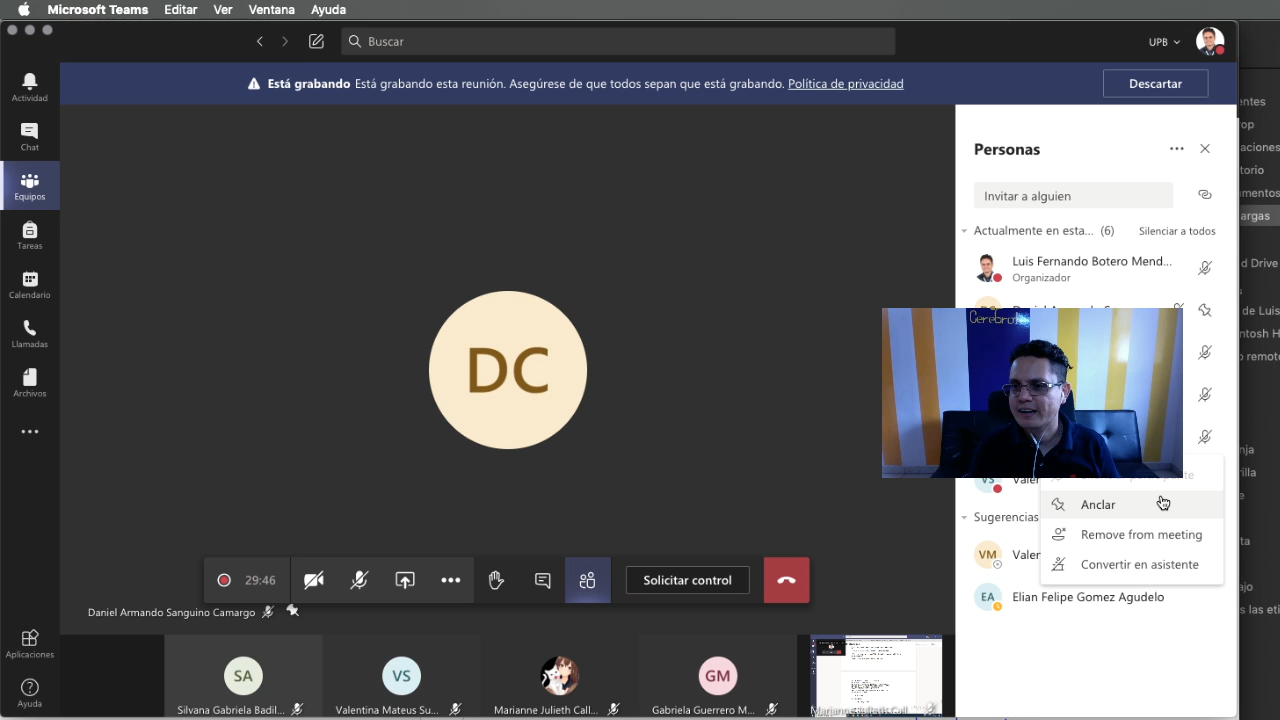 Microsoft Teams Editar Ver Ventana Ayuda
Buscar
UPB
Está grabando Está grabando esta reunión. Asegúrese de que todos sepan que está grabando. Política de privacidad
Descartar
Actividad
Chat
Equipos
Tareas
Calendario
Llamadas
Archivos
Aplicaciones
Ayuda
DC
29:46
Solicitar control
Daniel Armando Sanguino Camargo
SA
Silvana Gabriela Badil...
VS
Valentina Mateus Su...
Marianne Julieth Call...
GM
Gabriela Guerrero M...
Personas
Invitar a alguien
Actualmente en esta... (6)
Silenciar a todos
Luis Fernando Botero Mend...
Organizador
VS
Anclar
Remove from meeting
Convertir en asistente
Sugerencias
VM
EA
Elian Felipe Gomez Agudelo